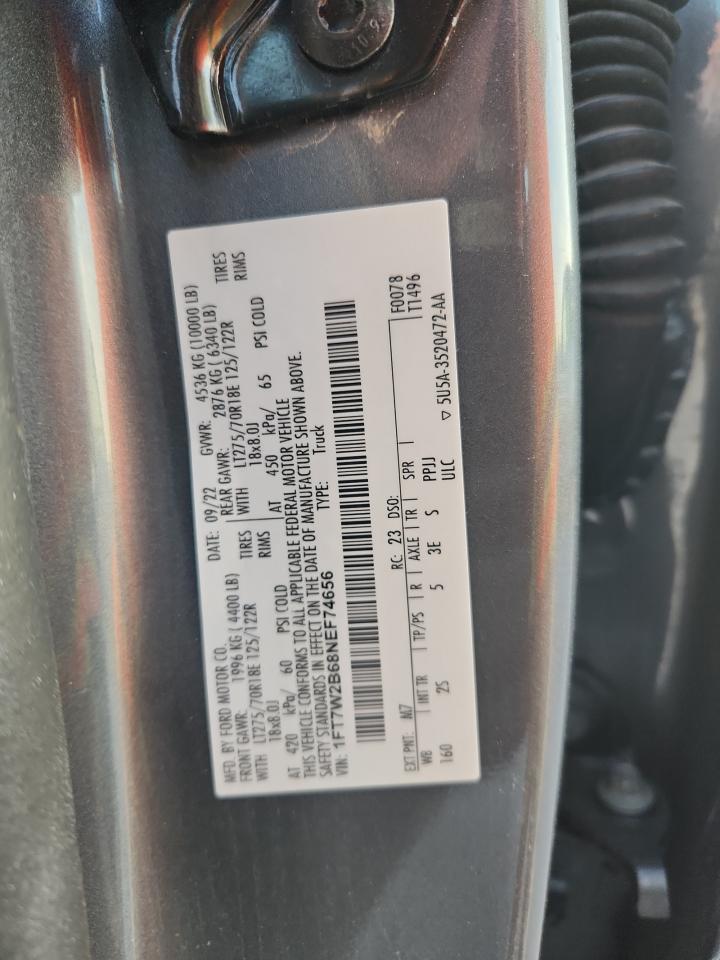 MFD. BY FORD MOTOR CO.
DATE: 09/22 GVWR: 4536 KG (10000 LB)
FRONT GAWR: 1996 KG ( 4400 LB) REAR GAWR: 2876 KG ( 6340 LB)
WITH LT275/70R18E 125/122R TIRES WITH LT275/70R18E 125/122R TIRES
18x8.0J RIMS 18x8.0J RIMS
AT 420 kPa/ 60 PSI COLD AT 450 kPa/ 65 PSI COLD
THIS VEHICLE CONFORMS TO ALL APPLICABLE FEDERAL MOTOR VEHICLE
SAFETY STANDARDS IN EFFECT ON THE DATE OF MANUFACTURE SHOWN ABOVE.
VIN: 1FT7W2B68NEF74656 TYPE: Truck
EXT PNT: M7 RC: 23 DSO: F0078
WB INT TR TP/PS R AXLE TR SPR T1496
160 2S 5 3E S PPJJ
ULC ▽ 5U5A-3520472-AA